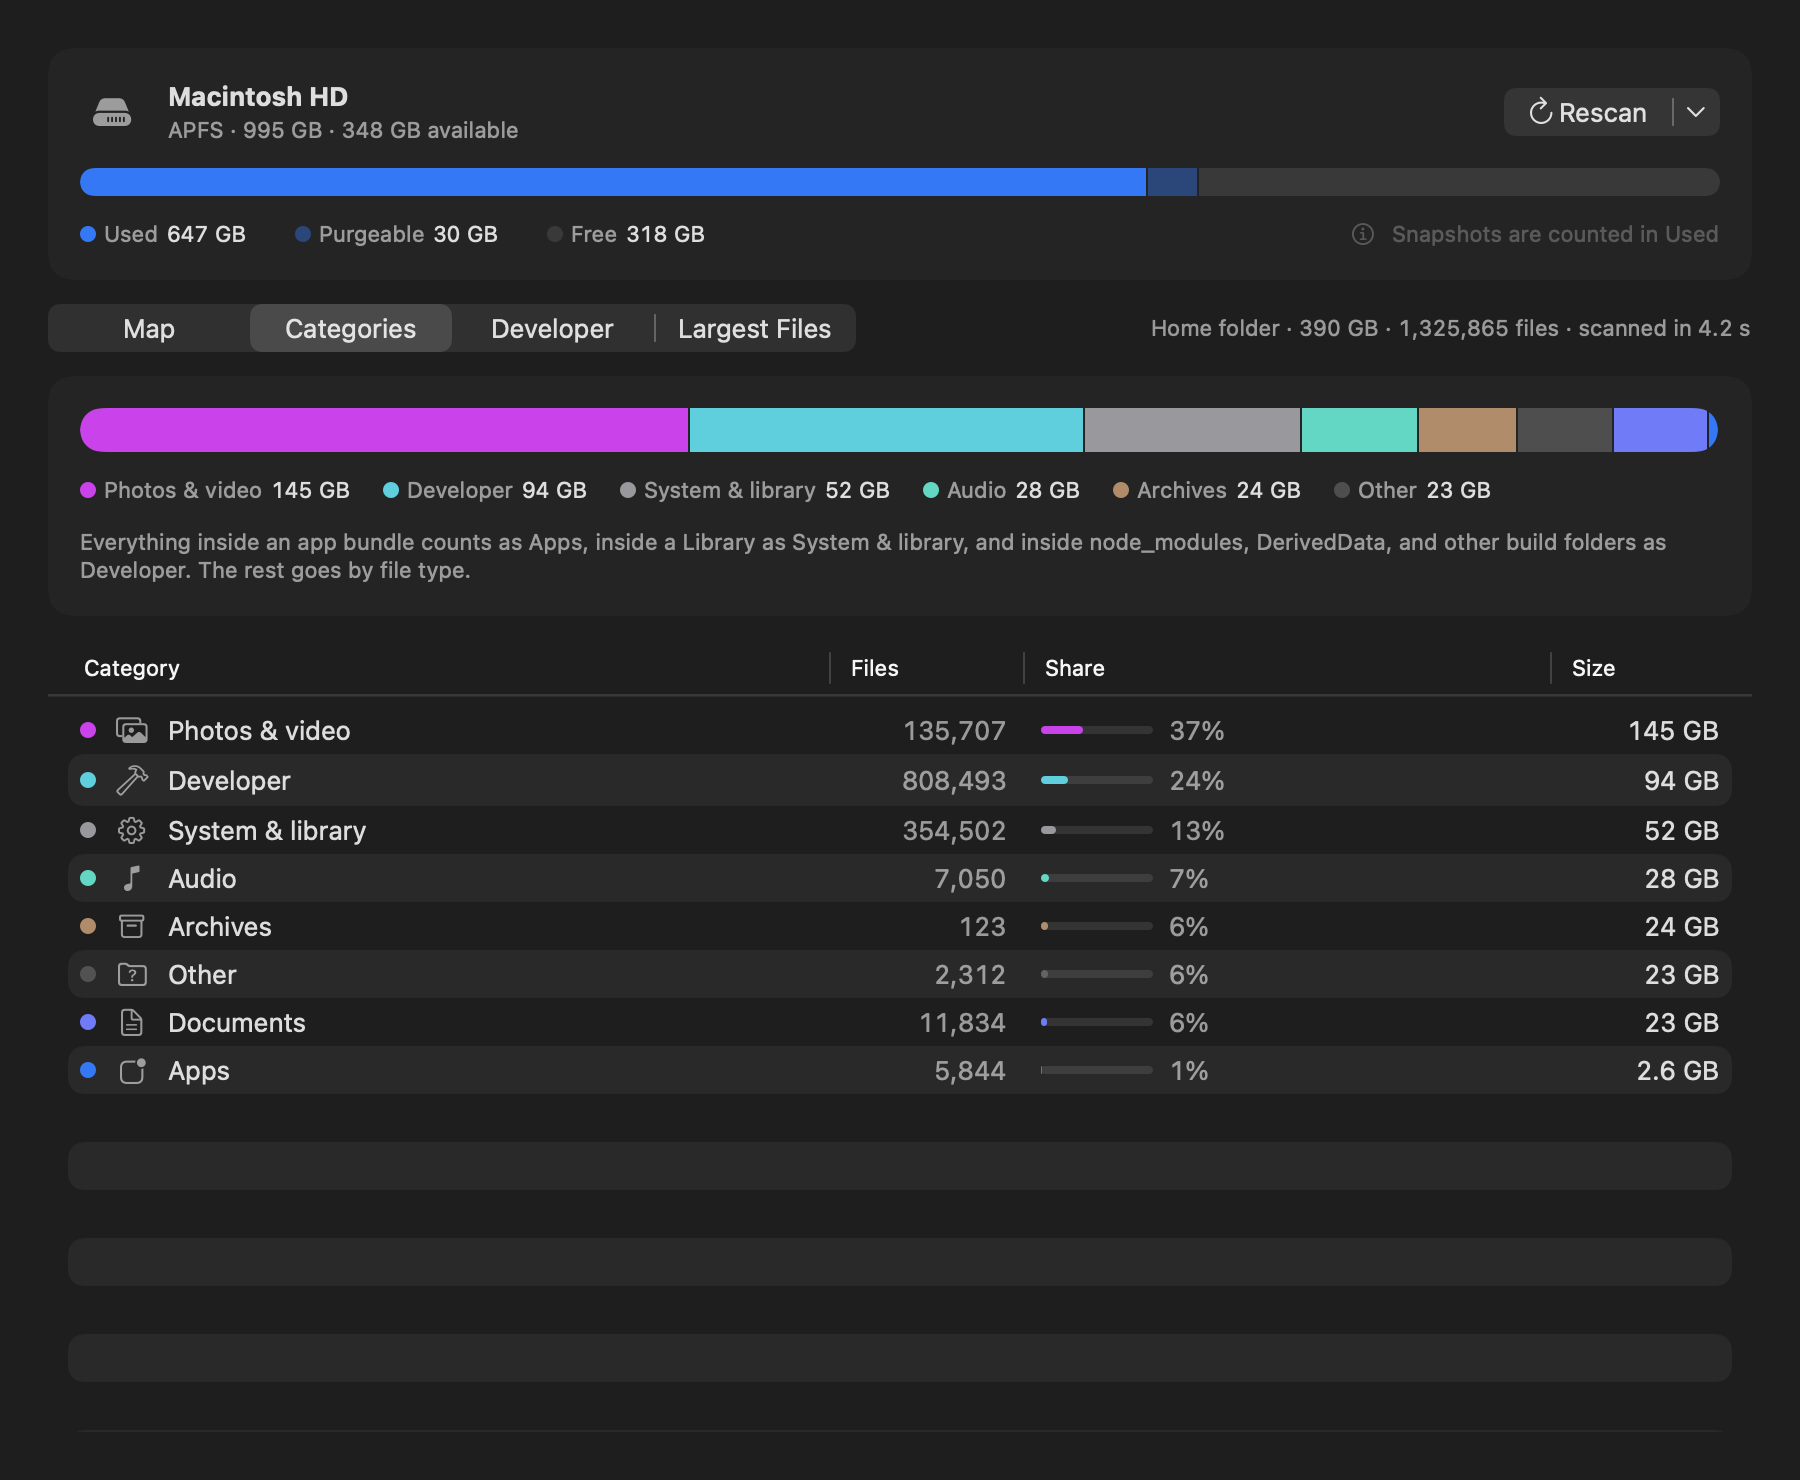 Macintosh HD
APFS · 995 GB · 348 GB available
Rescan
Used 647 GB
Purgeable 30 GB
Free 318 GB
Snapshots are counted in Used
Map
Categories
Developer
Largest Files
Home folder · 390 GB · 1,325,865 files · scanned in 4.2 s
Photos & video 145 GB
Developer 94 GB
System & library 52 GB
Audio 28 GB
Archives 24 GB
Other 23 GB
Everything inside an app bundle counts as Apps, inside a Library as System & library, and inside node_modules, DerivedData, and other build folders as
Developer. The rest goes by file type.
Category Files Share Size
Photos & video 135,707 37% 145 GB
Developer 808,493 24% 94 GB
System & library 354,502 13% 52 GB
Audio 7,050 7% 28 GB
Archives 123 6% 24 GB
Other 2,312 6% 23 GB
Documents 11,834 6% 23 GB
Apps 5,844 1% 2.6 GB